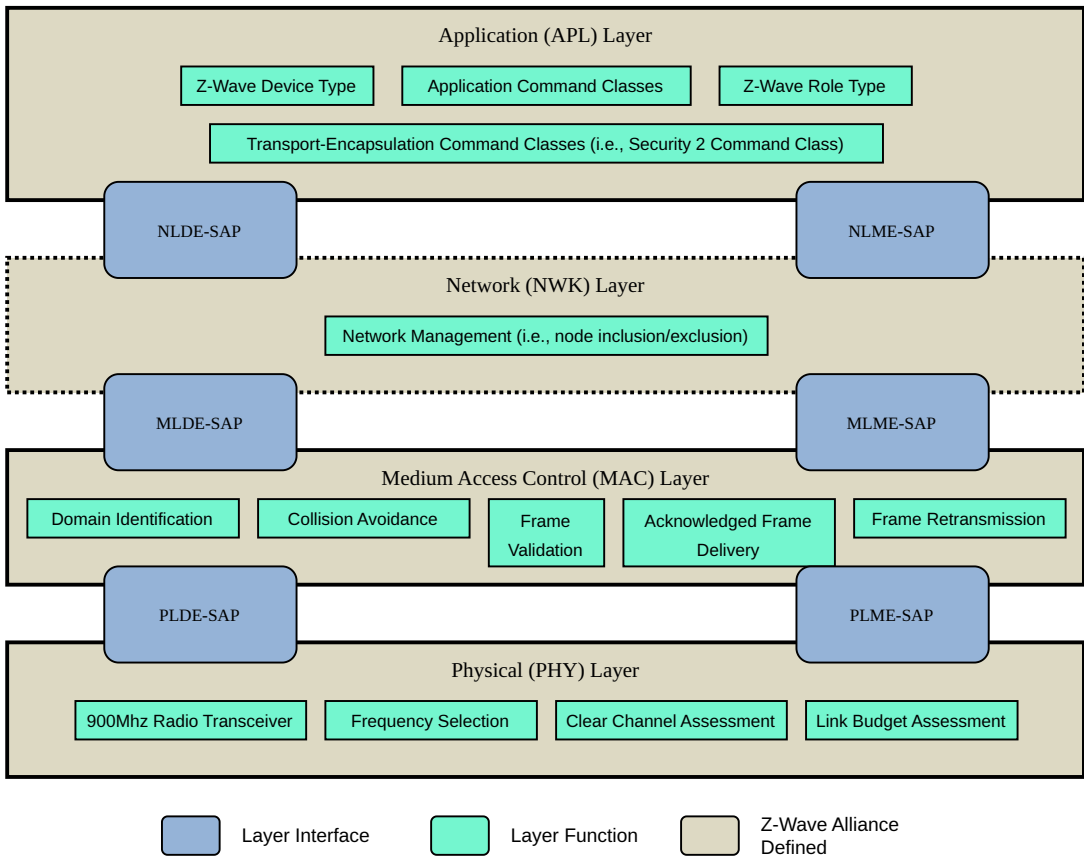 Application (APL) Layer
Z-Wave Device Type
Application Command Classes
Z-Wave Role Type
Transport-Encapsulation Command Classes (i.e., Security 2 Command Class)
NLDE-SAP
NLME-SAP
Network (NWK) Layer
Network Management (i.e., node inclusion/exclusion)
MLDE-SAP
MLME-SAP
Medium Access Control (MAC) Layer
Domain Identification
Collision Avoidance
Frame
Validation
Acknowledged Frame
Delivery
Frame Retransmission
PLDE-SAP
PLME-SAP
Physical (PHY) Layer
900Mhz Radio Transceiver
Frequency Selection
Clear Channel Assessment
Link Budget Assessment
Layer Interface
Layer Function
Z-Wave Alliance
Defined